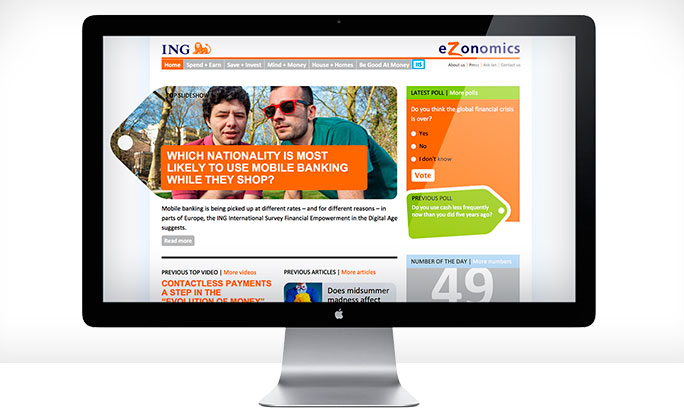 ING
eZonomics
Home
Spend + Earn
Save + Invest
Mind + Money
House + Homes
Be Good At Money
About us | Press | Ask Ian | Contact us
TOP SLIDESHOW
WHICH NATIONALITY IS MOST
LIKELY TO USE MOBILE BANKING
WHILE THEY SHOP?
Mobile banking is being picked up at different rates – and for different reasons – in
parts of Europe, the ING International Survey Financial Empowerment in the Digital Age
suggests.
Read more
LATEST POLL | More polls
Do you think the global financial crisis
is over?
Yes
No
I don't know
Vote
PREVIOUS POLL
Do you use cash less frequently
now than you did five years ago?
PREVIOUS TOP VIDEO | More videos
CONTACTLESS PAYMENTS
A STEP IN THE
"EVOLUTION OF MONEY"
PREVIOUS ARTICLES | More articles
Does midsummer
madness affect
NUMBER OF THE DAY | More numbers
49